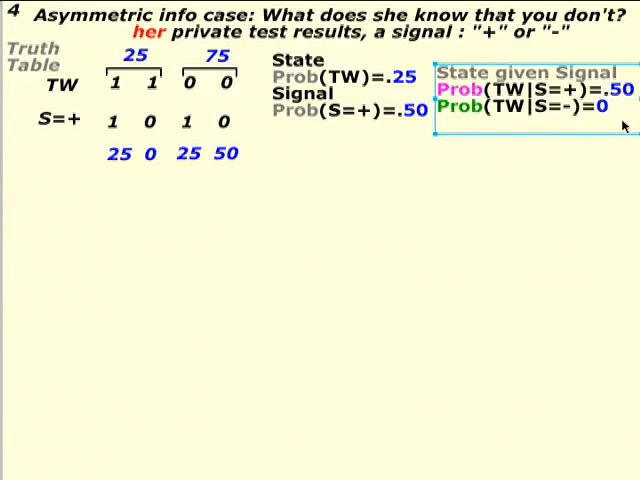 4 Asymmetric info case: What does she know that you don't?
her private test results, a signal : "+" or "-"
Truth
Table
25 75
TW 1 1 0 0
S=+ 1 0 1 0
25 0 25 50
State
Prob(TW)=.25
Signal
Prob(S=+)=.50
State given Signal
Prob(TW|S=+)=.50
Prob(TW|S=-)=0